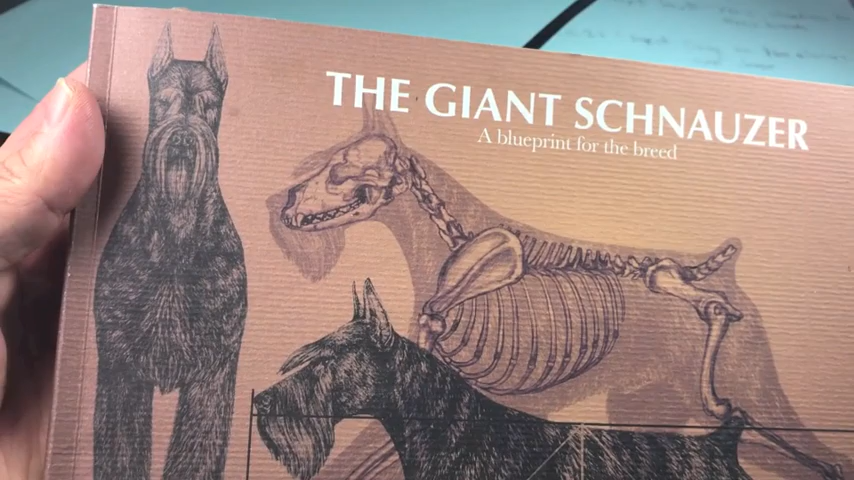 THE GIANT SCHNAUZER
A blueprint for the breed